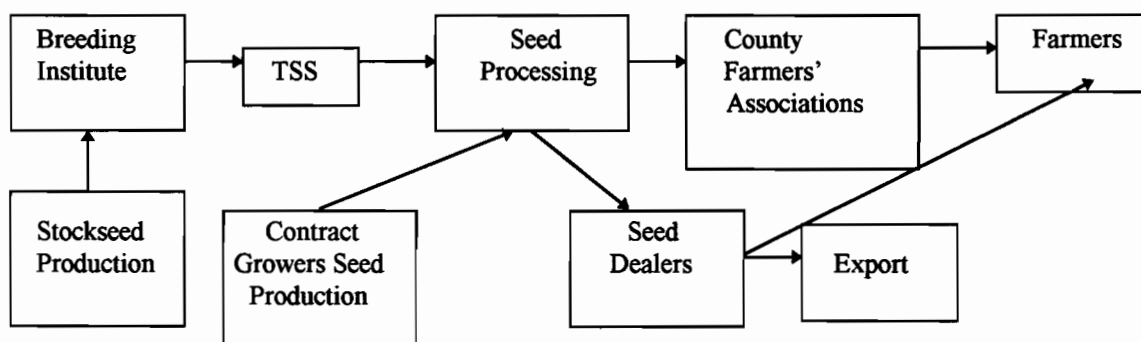 Breeding
Institute
TSS
Seed
Processing
County
Farmers'
Associations
Farmers
Stockseed
Production
Contract
Growers Seed
Production
Seed
Dealers
Export